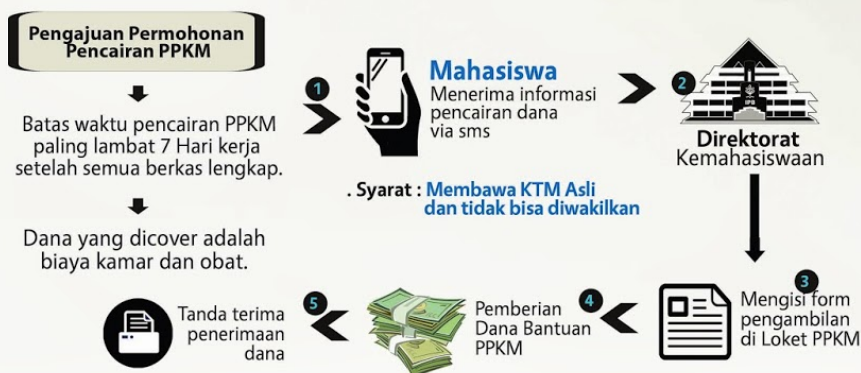 Pengajuan Permohonan
Pencairan PPKM
Batas waktu pencairan PPKM
paling lambat 7 Hari kerja
setelah semua berkas lengkap.
Dana yang dicover adalah
biaya kamar dan obat.
1
Mahasiswa
Menerima informasi
pencairan dana
via sms
. Syarat : Membawa KTM Asli
dan tidak bisa diwakilkan
2
IPB
Direktorat
Kemahasiswaan
3
Mengisi form
pengambilan
di Loket PPKM
4
Pemberian
Dana Bantuan
PPKM
5
Tanda terima
penerimaan
dana